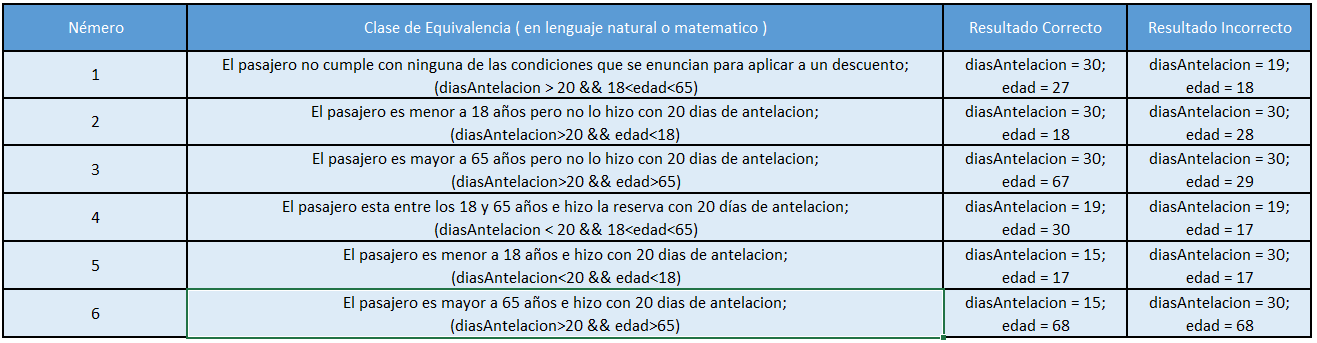 Némero Clase de Equivalencia ( en lenguaje natural o matematico ) Resultado Correcto Resultado Incorrecto
1
El pasajero no cumple con ninguna de las condiciones que se enuncian para aplicar a un descuento;
(diasAntelacion > 20 && 18<edad<65)
diasAntelacion = 30;
edad = 27
diasAntelacion = 19;
edad = 18
2
El pasajero es menor a 18 años pero no lo hizo con 20 dias de antelacion;
(diasAntelacion>20 && edad<18)
diasAntelacion = 30;
edad = 18
diasAntelacion = 30;
edad = 28
3
El pasajero es mayor a 65 años pero no lo hizo con 20 dias de antelacion;
(diasAntelacion>20 && edad>65)
diasAntelacion = 30;
edad = 67
diasAntelacion = 30;
edad = 29
4
El pasajero esta entre los 18 y 65 años e hizo la reserva con 20 días de antelacion;
(diasAntelacion < 20 && 18<edad<65)
diasAntelacion = 19;
edad = 30
diasAntelacion = 19;
edad = 17
5
El pasajero es menor a 18 años e hizo con 20 dias de antelacion;
(diasAntelacion<20 && edad<18)
diasAntelacion = 15;
edad = 17
diasAntelacion = 30;
edad = 17
6
El pasajero es mayor a 65 años e hizo con 20 dias de antelacion;
(diasAntelacion>20 && edad>65)
diasAntelacion = 15;
edad = 68
diasAntelacion = 30;
edad = 68